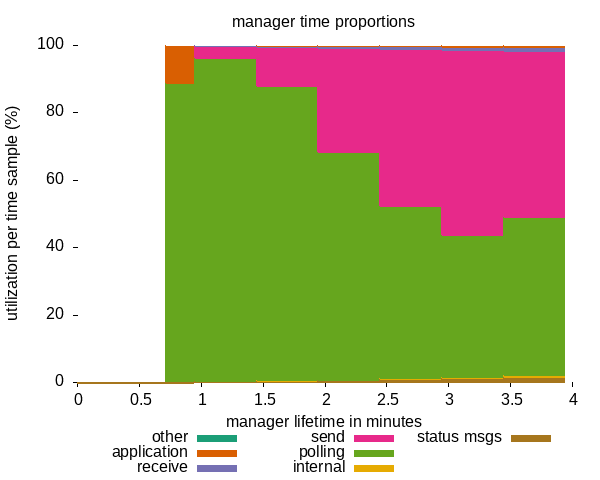 manager time proportions
100
80
60
40
20
0
utilization per time sample (%)
0 0.5 1 1.5 2 2.5 3 3.5 4
manager lifetime in minutes
other send status msgs
application polling
receive internal